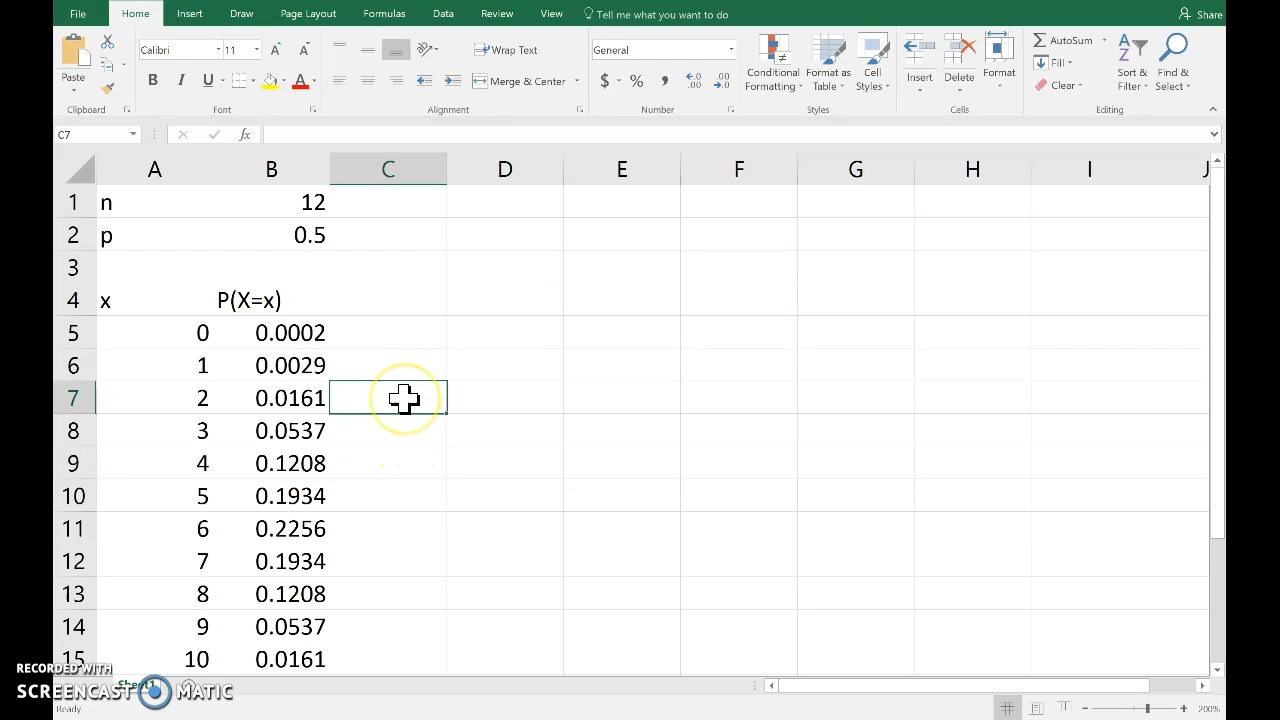 File Home Insert Draw Page Layout Formulas Data Review View Tell me what you want to do Share
Calibri 11 Wrap Text General AutoSum
Paste B I U A Merge & Center $ % , Conditional Formatting Format as Table Cell Styles Insert Delete Format Fill Clear Sort & Filter Find & Select
Clipboard Font Alignment Number Styles Cells Editing
C7 fx
A B C D E F G H I J
1 n 12
2 p 0.5
3
4 x P(X=x)
5 0 0.0002
6 1 0.0029
7 2 0.0161
8 3 0.0537
9 4 0.1208
10 5 0.1934
11 6 0.2256
12 7 0.1934
13 8 0.1208
14 9 0.0537
15 10 0.0161
RECORDED WITH
Sheet1
SCREENCAST MATIC
Ready 200%